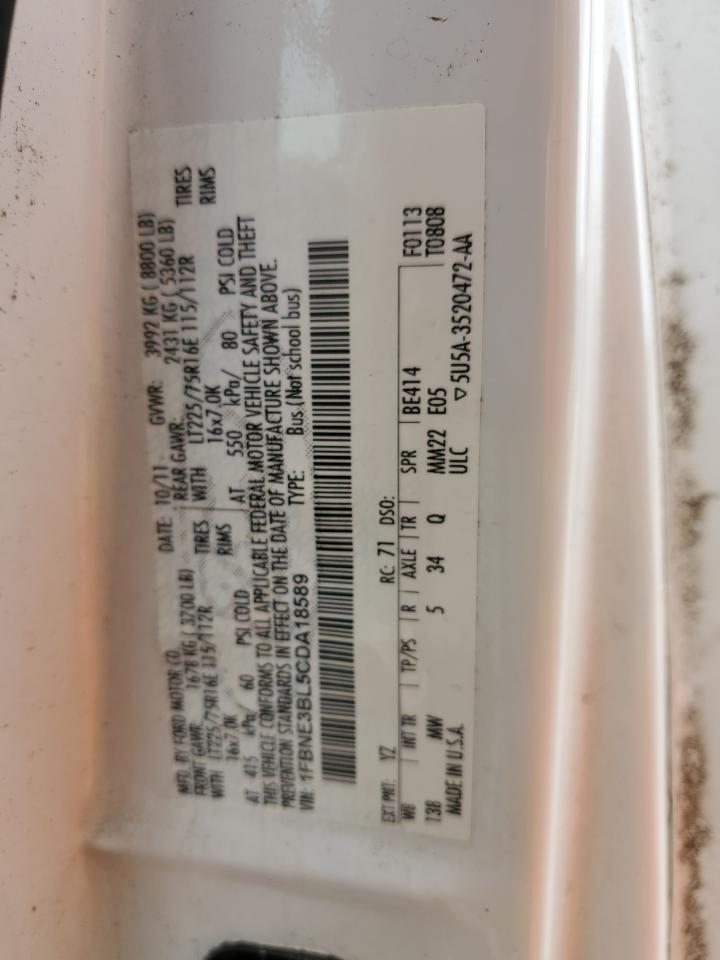 MFD. BY FORD MOTOR CO. DATE: 10/11 GVWR: 3992 KG ( 8800 LB)
FRONT GAWR: 1678 KG ( 3700 LB) REAR GAWR: 2431 KG ( 5360 LB)
WITH LT225/75R16E 115/112R TIRES WITH LT225/75R16E 115/112R TIRES
16x7.0K RIMS 16x7.0K RIMS
AT 415 kPa/ 60 PSI COLD AT 550 kPa/ 80 PSI COLD
THIS VEHICLE CONFORMS TO ALL APPLICABLE FEDERAL MOTOR VEHICLE SAFETY AND THEFT
PREVENTION STANDARDS IN EFFECT ON THE DATE OF MANUFACTURE SHOWN ABOVE.
VIN: 1FBNE3BL5CDA18589 TYPE: Bus (Not school bus)
EXT PNT: YZ RC: 71 DSO:
WB INT TR TP/PS R AXLE TR SPR BE414 F0113
138 MW 5 34 Q MM22 E05 T0808
MADE IN U.S.A. ULC ▽5U5A-3520472-AA